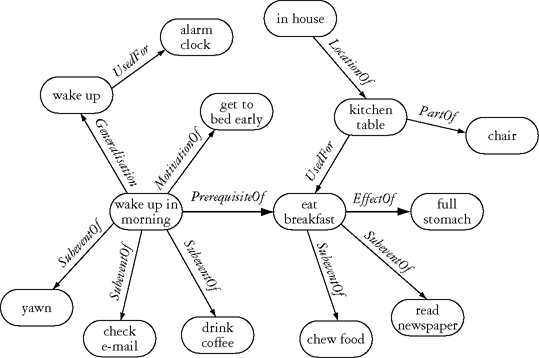 in house
alarm
clock
UsedFor
LocationOf
wake up
get to
bed early
kitchen
table
PartOf
chair
Generalisation
MotivationOf
UsedFor
wake up in
morning
PrerequisiteOf
eat
breakfast
EffectOf
full
stomach
SubeventOf
SubeventOf
SubeventOf
SubeventOf
SubeventOf
yawn
check
e-mail
drink
coffee
chew food
read
newspaper